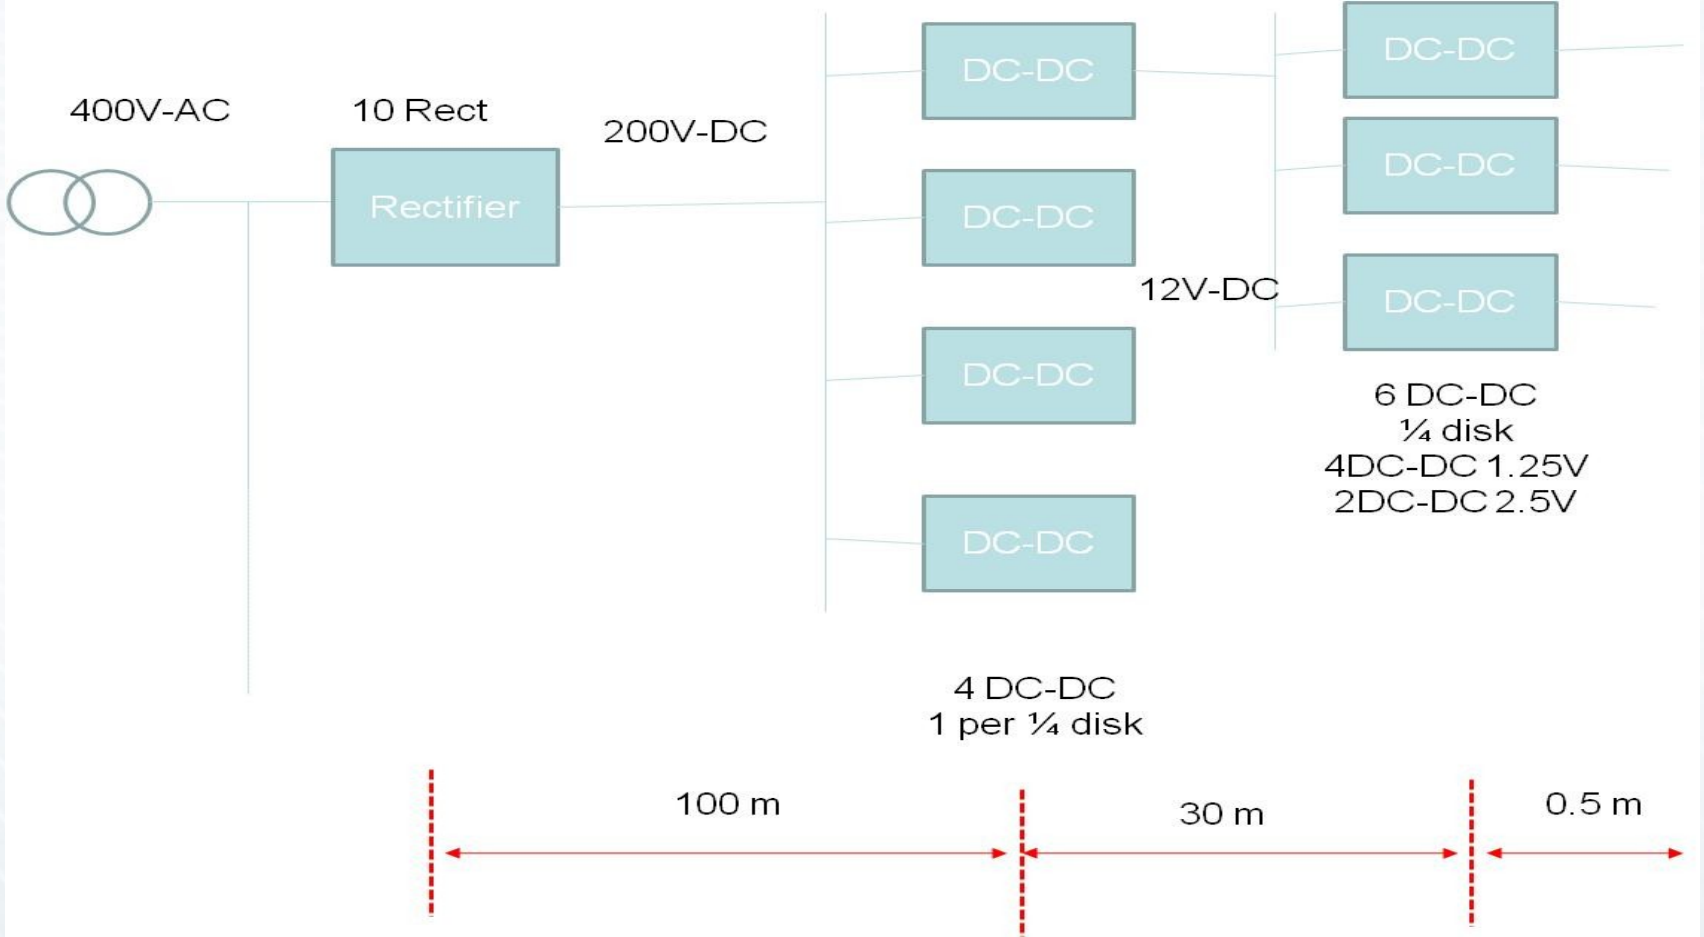 400V-AC
10 Rect
200V-DC
Rectifier
DC-DC
DC-DC
DC-DC
DC-DC
12V-DC
DC-DC
DC-DC
DC-DC
6 DC-DC
¼ disk
4DC-DC 1.25V
2DC-DC 2.5V
4 DC-DC
1 per ¼ disk
100 m
30 m
0.5 m